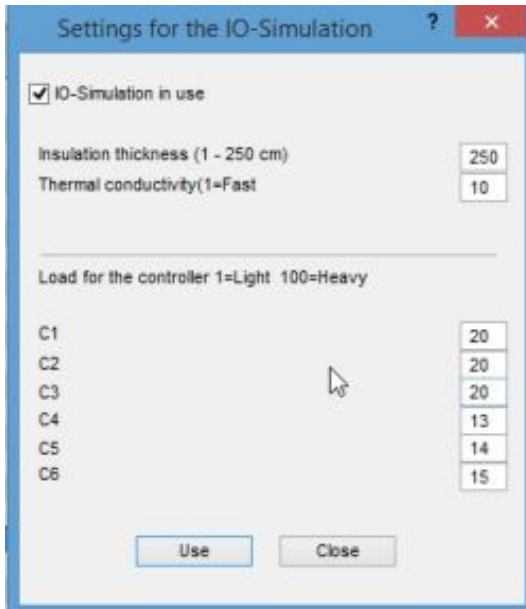 Settings for the IO-Simulation ?
IO-Simulation in use
Insulation thickness (1 - 250 cm) 250
Thermal conductivity(1=Fast 10
Load for the controller 1=Light 100=Heavy
C1 20
C2 20
C3 20
C4 13
C5 14
C6 15
Use Close